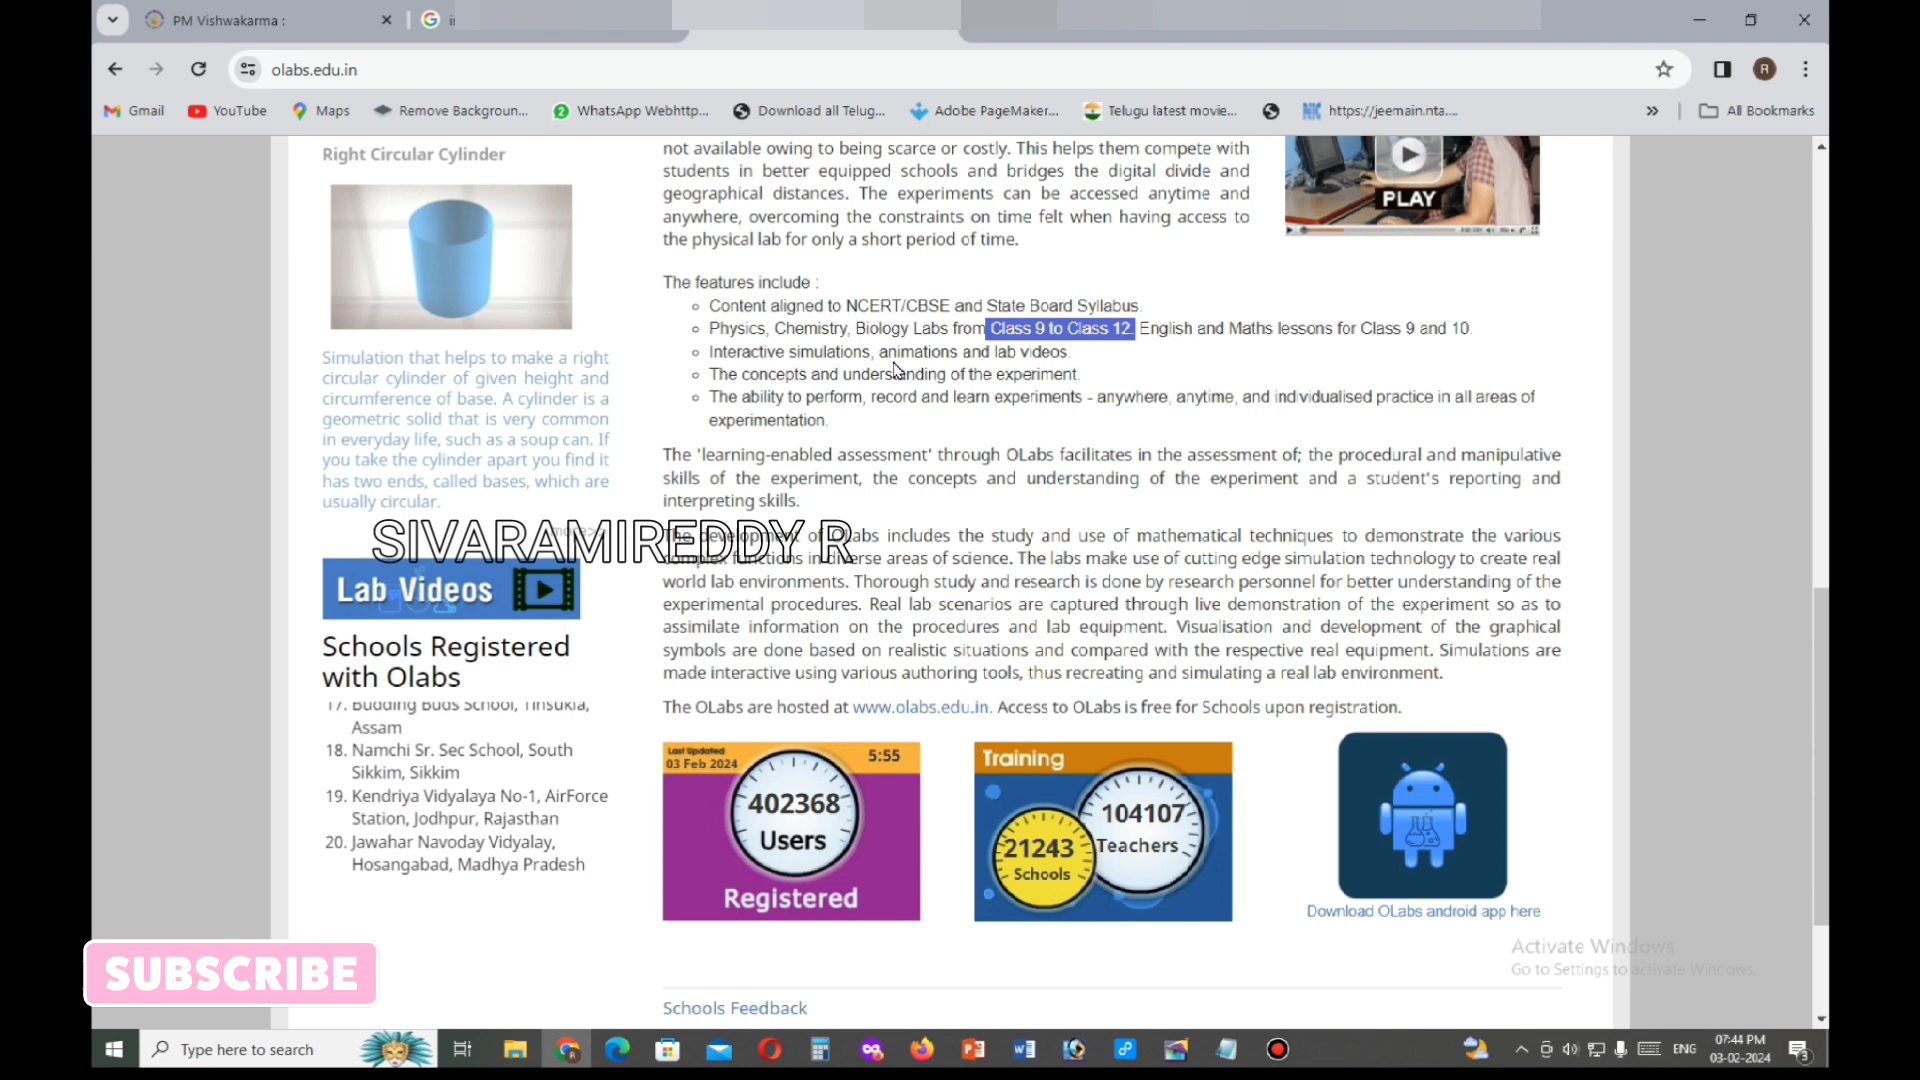 PM Vishwakarma :
olabs.edu.in
Gmail
YouTube
Maps
Remove Backgroun...
WhatsApp Webhttp...
Download all Telug...
Adobe PageMaker...
Telugu latest movie...
https://jeemain.nta....
»
All Bookmarks
R
Right Circular Cylinder
Simulation that helps to make a right
circular cylinder of given height and
circumference of base. A cylinder is a
geometric solid that is very common
in everyday life, such as a soup can. If
you take the cylinder apart you find it
has two ends, called bases, which are
usually circular.
more>>
SIVARAMIREDDY R
Lab Videos
Schools Registered
with Olabs
17. Budding Buds School, Tinsukia,
Assam
18. Namchi Sr. Sec School, South
Sikkim, Sikkim
19. Kendriya Vidyalaya No-1, AirForce
Station, Jodhpur, Rajasthan
20. Jawahar Navoday Vidyalay,
Hosangabad, Madhya Pradesh
not available owing to being scarce or costly. This helps them compete with
students in better equipped schools and bridges the digital divide and
geographical distances. The experiments can be accessed anytime and
anywhere, overcoming the constraints on time felt when having access to
the physical lab for only a short period of time.
PLAY
The features include :
Content aligned to NCERT/CBSE and State Board Syllabus.
Physics, Chemistry, Biology Labs from Class 9 to Class 12. English and Maths lessons for Class 9 and 10.
Interactive simulations, animations and lab videos.
The concepts and understanding of the experiment.
The ability to perform, record and learn experiments - anywhere, anytime, and individualised practice in all areas of
experimentation.
The 'learning-enabled assessment' through OLabs facilitates in the assessment of; the procedural and manipulative
skills of the experiment, the concepts and understanding of the experiment and a student's reporting and
interpreting skills.
The development of OLabs includes the study and use of mathematical techniques to demonstrate the various
complex functions in diverse areas of science. The labs make use of cutting edge simulation technology to create real
world lab environments. Thorough study and research is done by research personnel for better understanding of the
experimental procedures. Real lab scenarios are captured through live demonstration of the experiment so as to
assimilate information on the procedures and lab equipment. Visualisation and development of the graphical
symbols are done based on realistic situations and compared with the respective real equipment. Simulations are
made interactive using various authoring tools, thus recreating and simulating a real lab environment.
The OLabs are hosted at www.olabs.edu.in. Access to OLabs is free for Schools upon registration.
Last Updated
03 Feb 2024
5:55
402368
Users
Registered
Training
104107
Teachers
21243
Schools
Download OLabs android app here
Activate Windows
Go to Settings to activate Windows.
SUBSCRIBE
Schools Feedback
Type here to search
ENG
07:44 PM
03-02-2024
3